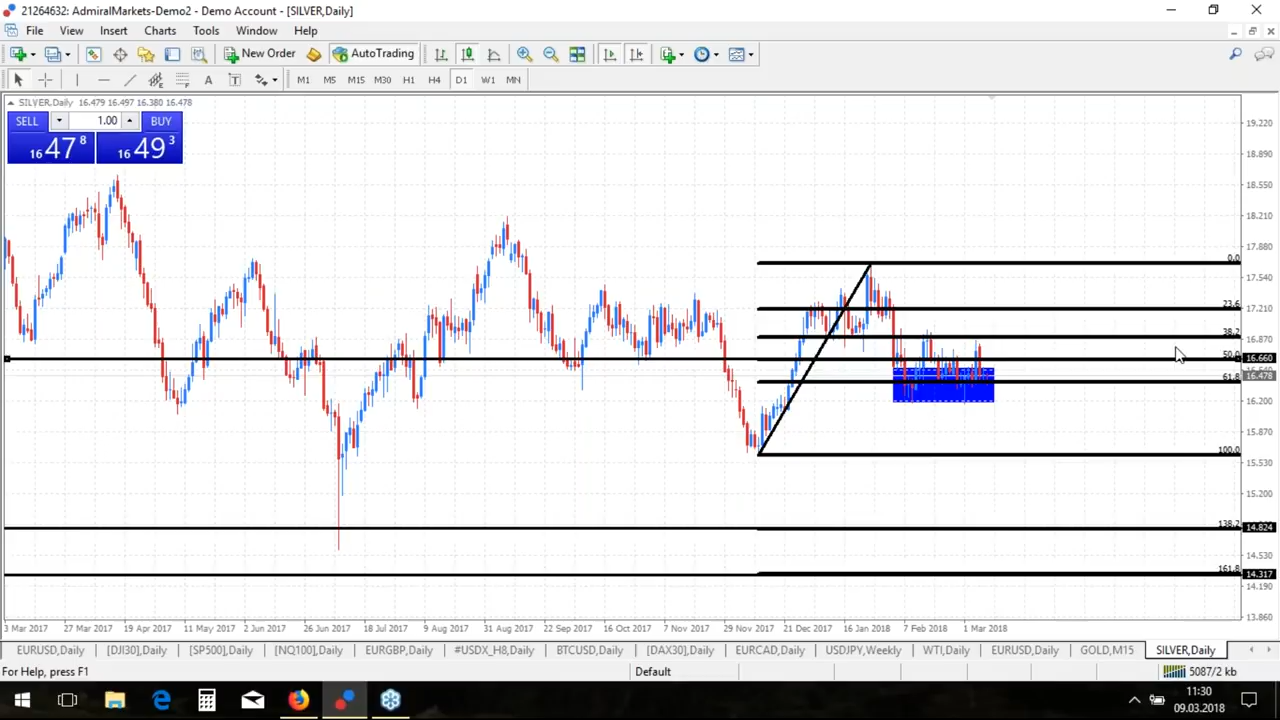 21264632: AdmiralMarkets-Demo2 - Demo Account - [SILVER,Daily]
File View Insert Charts Tools Window Help
New Order AutoTrading
M1 M5 M15 M30 H1 H4 D1 W1 MN
SILVER,Daily 16.479 16.497 16.380 16.478
SELL 1.00 BUY
16 47 8 16 49 3
19.220
18.890
18.550
18.210
17.880
0.0
17.540
23.6
17.210
38.2
16.870
50.0 16.660
16.478
61.8
16.200
15.870
100.0
15.530
15.200
138.2 14.824
14.530
161.8 14.317
14.190
13.860
3 Mar 2017 27 Mar 2017 19 Apr 2017 11 May 2017 2 Jun 2017 26 Jun 2017 18 Jul 2017 9 Aug 2017 31 Aug 2017 22 Sep 2017 16 Oct 2017 7 Nov 2017 29 Nov 2017 21 Dec 2017 16 Jan 2018 7 Feb 2018 1 Mar 2018
EURUSD,Daily [DJI30],Daily [SP500],Daily [NQ100],Daily EURGBP,Daily #USDX_H8,Daily BTCUSD,Daily [DAX30],Daily EURCAD,Daily USDJPY,Weekly WTI,Daily EURUSD,Daily GOLD,M15 SILVER,Daily
For Help, press F1 Default 5087/2 kb
11:30
09.03.2018